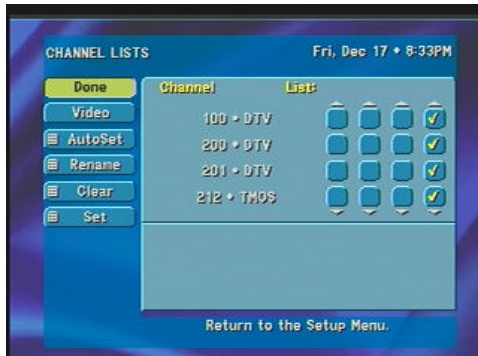 CHANNEL LISTS
Fri, Dec 17 • 8:33PM
Done
Channel
List:
Video
100 • DTV
AutoSet
200 • DTV
Rename
201 • DTV
Clear
212 • TMOS
Set
Return to the Setup Menu.